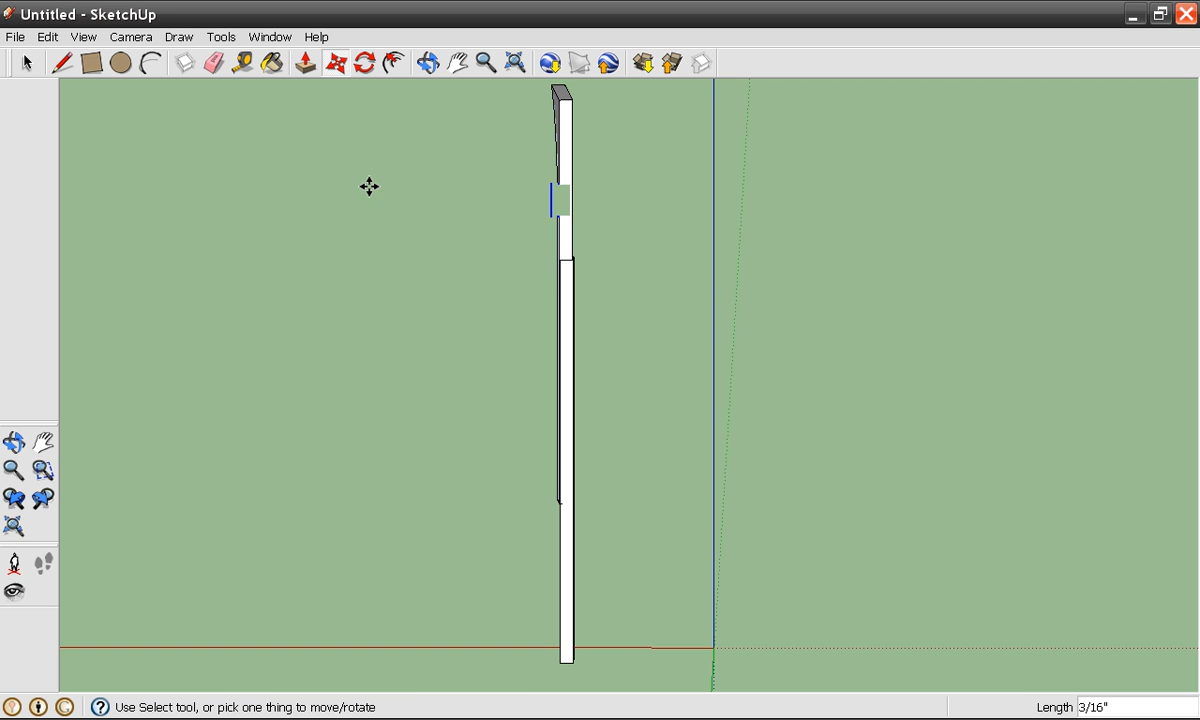 Untitled - SketchUp
File Edit View Camera Draw Tools Window Help
Use Select tool, or pick one thing to move/rotate
Length 3/16"